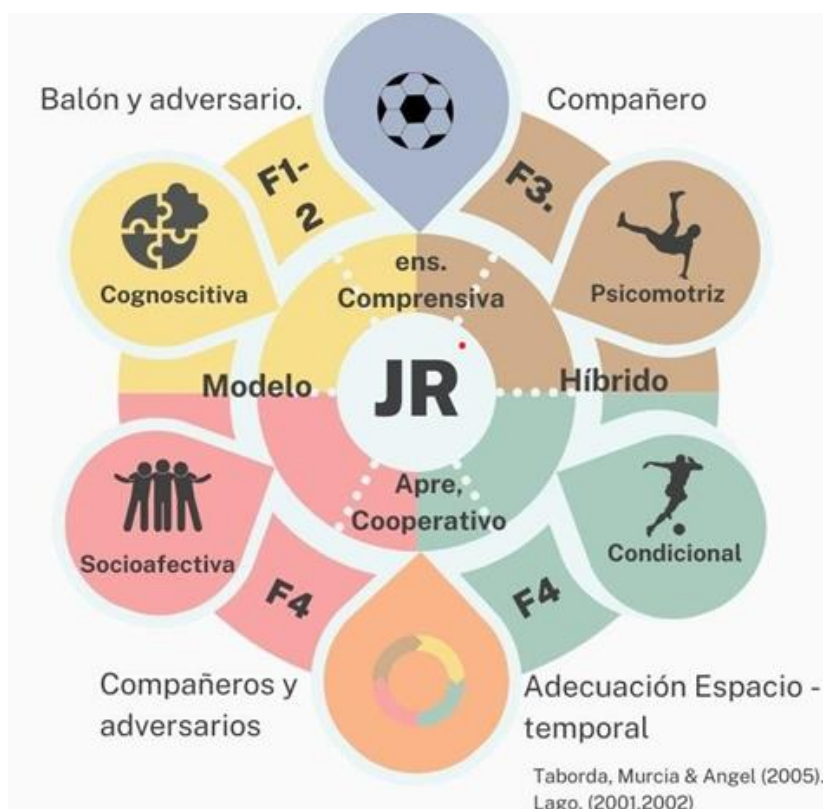 Balón y adversario.
Compañero
F1-
2
F3.
Cognoscitiva
Psicomotriz
ens.
Comprensiva
Modelo
JR
Híbrido
Apre,
Cooperativo
Socioafectiva
Condicional
F4
F4
Compañeros y
adversarios
Adecuación Espacio -
temporal
Taborda, Murcia & Angel (2005).
Lago, (2001,2002)